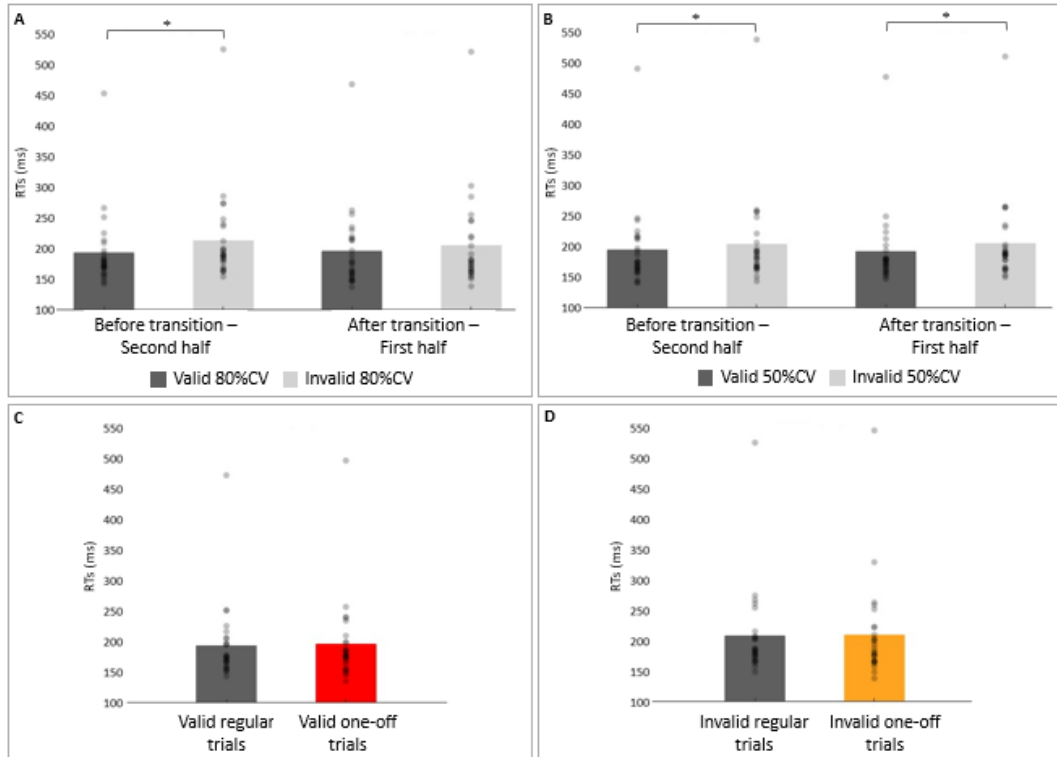 A
*
550
500
450
400
350
300
250
200
150
100
RTs (ms)
Before transition –
Second half
After transition –
First half
Valid 80%CV Invalid 80%CV
B
* *
550
500
450
400
350
300
250
200
150
100
RTs (ms)
Before transition –
Second half
After transition –
First half
Valid 50%CV Invalid 50%CV
C
550
500
450
400
350
300
250
200
150
100
RTs (ms)
Valid regular
trials
Valid one-off
trials
D
550
500
450
400
350
300
250
200
150
100
RTs (ms)
Invalid regular
trials
Invalid one-off
trials